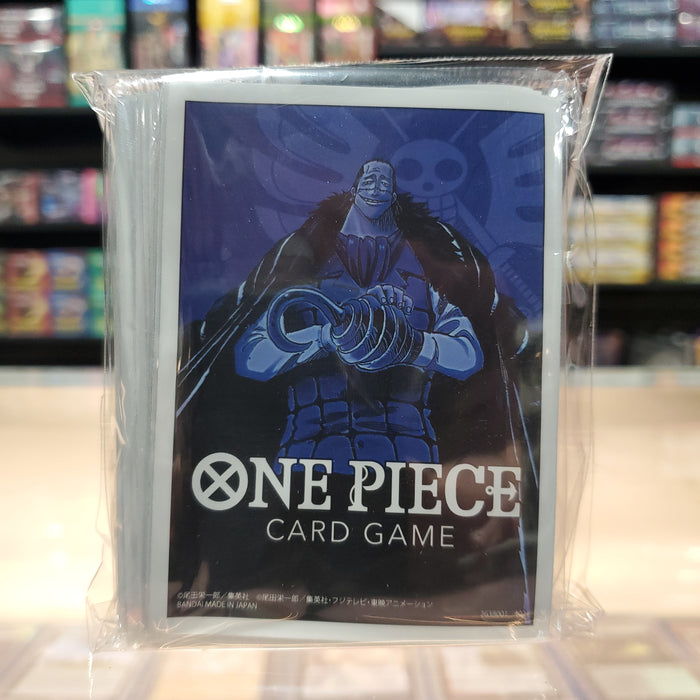 ONE PIECE
CARD GAME
©尾田栄一郎/集英社 ©尾田栄一郎/集英社・フジテレビ・東映アニメーション
BANDAI MADE IN JAPAN